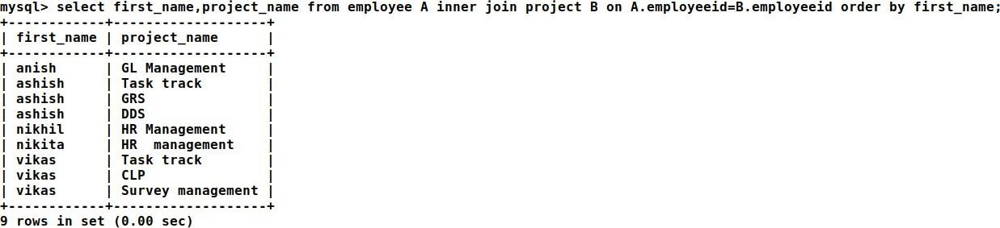 mysql> select first_name,project_name from employee A inner join project B on A.employeeid=B.employeeid order by first_name;
+------------+-------------------+
| first_name | project_name      |
+------------+-------------------+
| anish      | GL Management     |
| ashish     | Task track        |
| ashish     | GRS               |
| ashish     | DDS               |
| nikhil     | HR Management     |
| nikita     | HR  management    |
| vikas      | Task track        |
| vikas      | CLP               |
| vikas      | Survey management |
+------------+-------------------+
9 rows in set (0.00 sec)